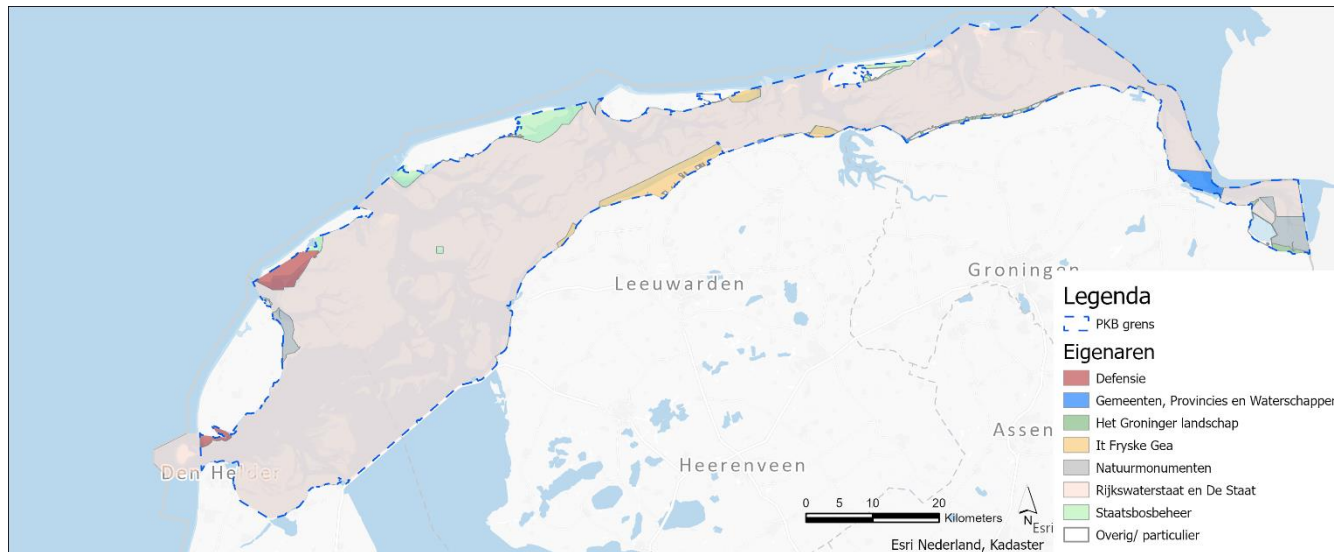 Leeuwarden
Groningen
Den Helder
Heerenveen
Assen
Legenda
PKB grens
Eigenaren
Defensie
Gemeenten, Provincies en Waterschappen
Het Groninger landschap
It Fryske Gea
Natuurmonumenten
Rijkswaterstaat en De Staat
Staatsbosbeheer
Overig/ particulier
0 5 10 20
Kilometers
N
Esri
Esri Nederland, Kadaster